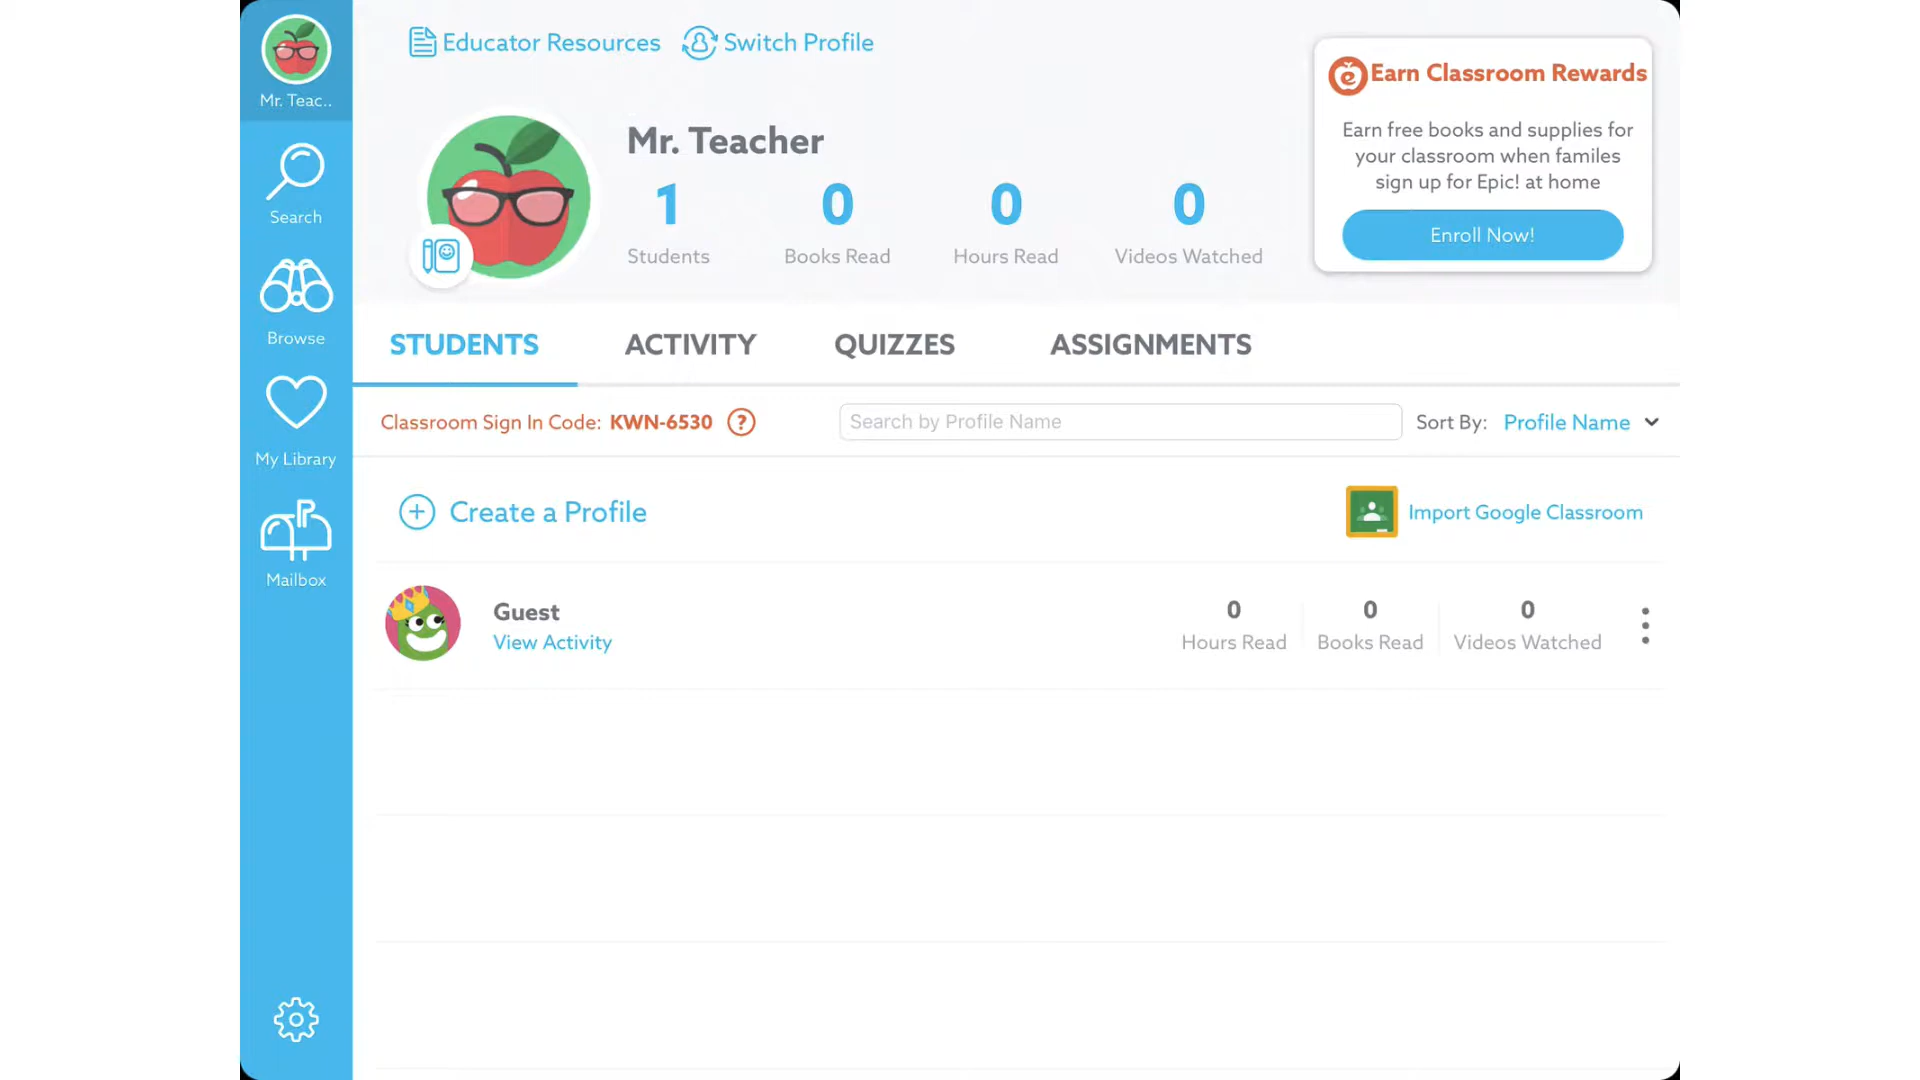 Mr. Teac..
Search
Browse
My Library
Mailbox
Educator Resources
Switch Profile
Mr. Teacher
1
Students
0
Books Read
0
Hours Read
0
Videos Watched
Earn Classroom Rewards
Earn free books and supplies for
your classroom when familes
sign up for Epic! at home
Enroll Now!
STUDENTS
ACTIVITY
QUIZZES
ASSIGNMENTS
Classroom Sign In Code: KWN-6530 ?
Search by Profile Name
Sort By: Profile Name
Create a Profile
Import Google Classroom
Guest
View Activity
0
Hours Read
0
Books Read
0
Videos Watched